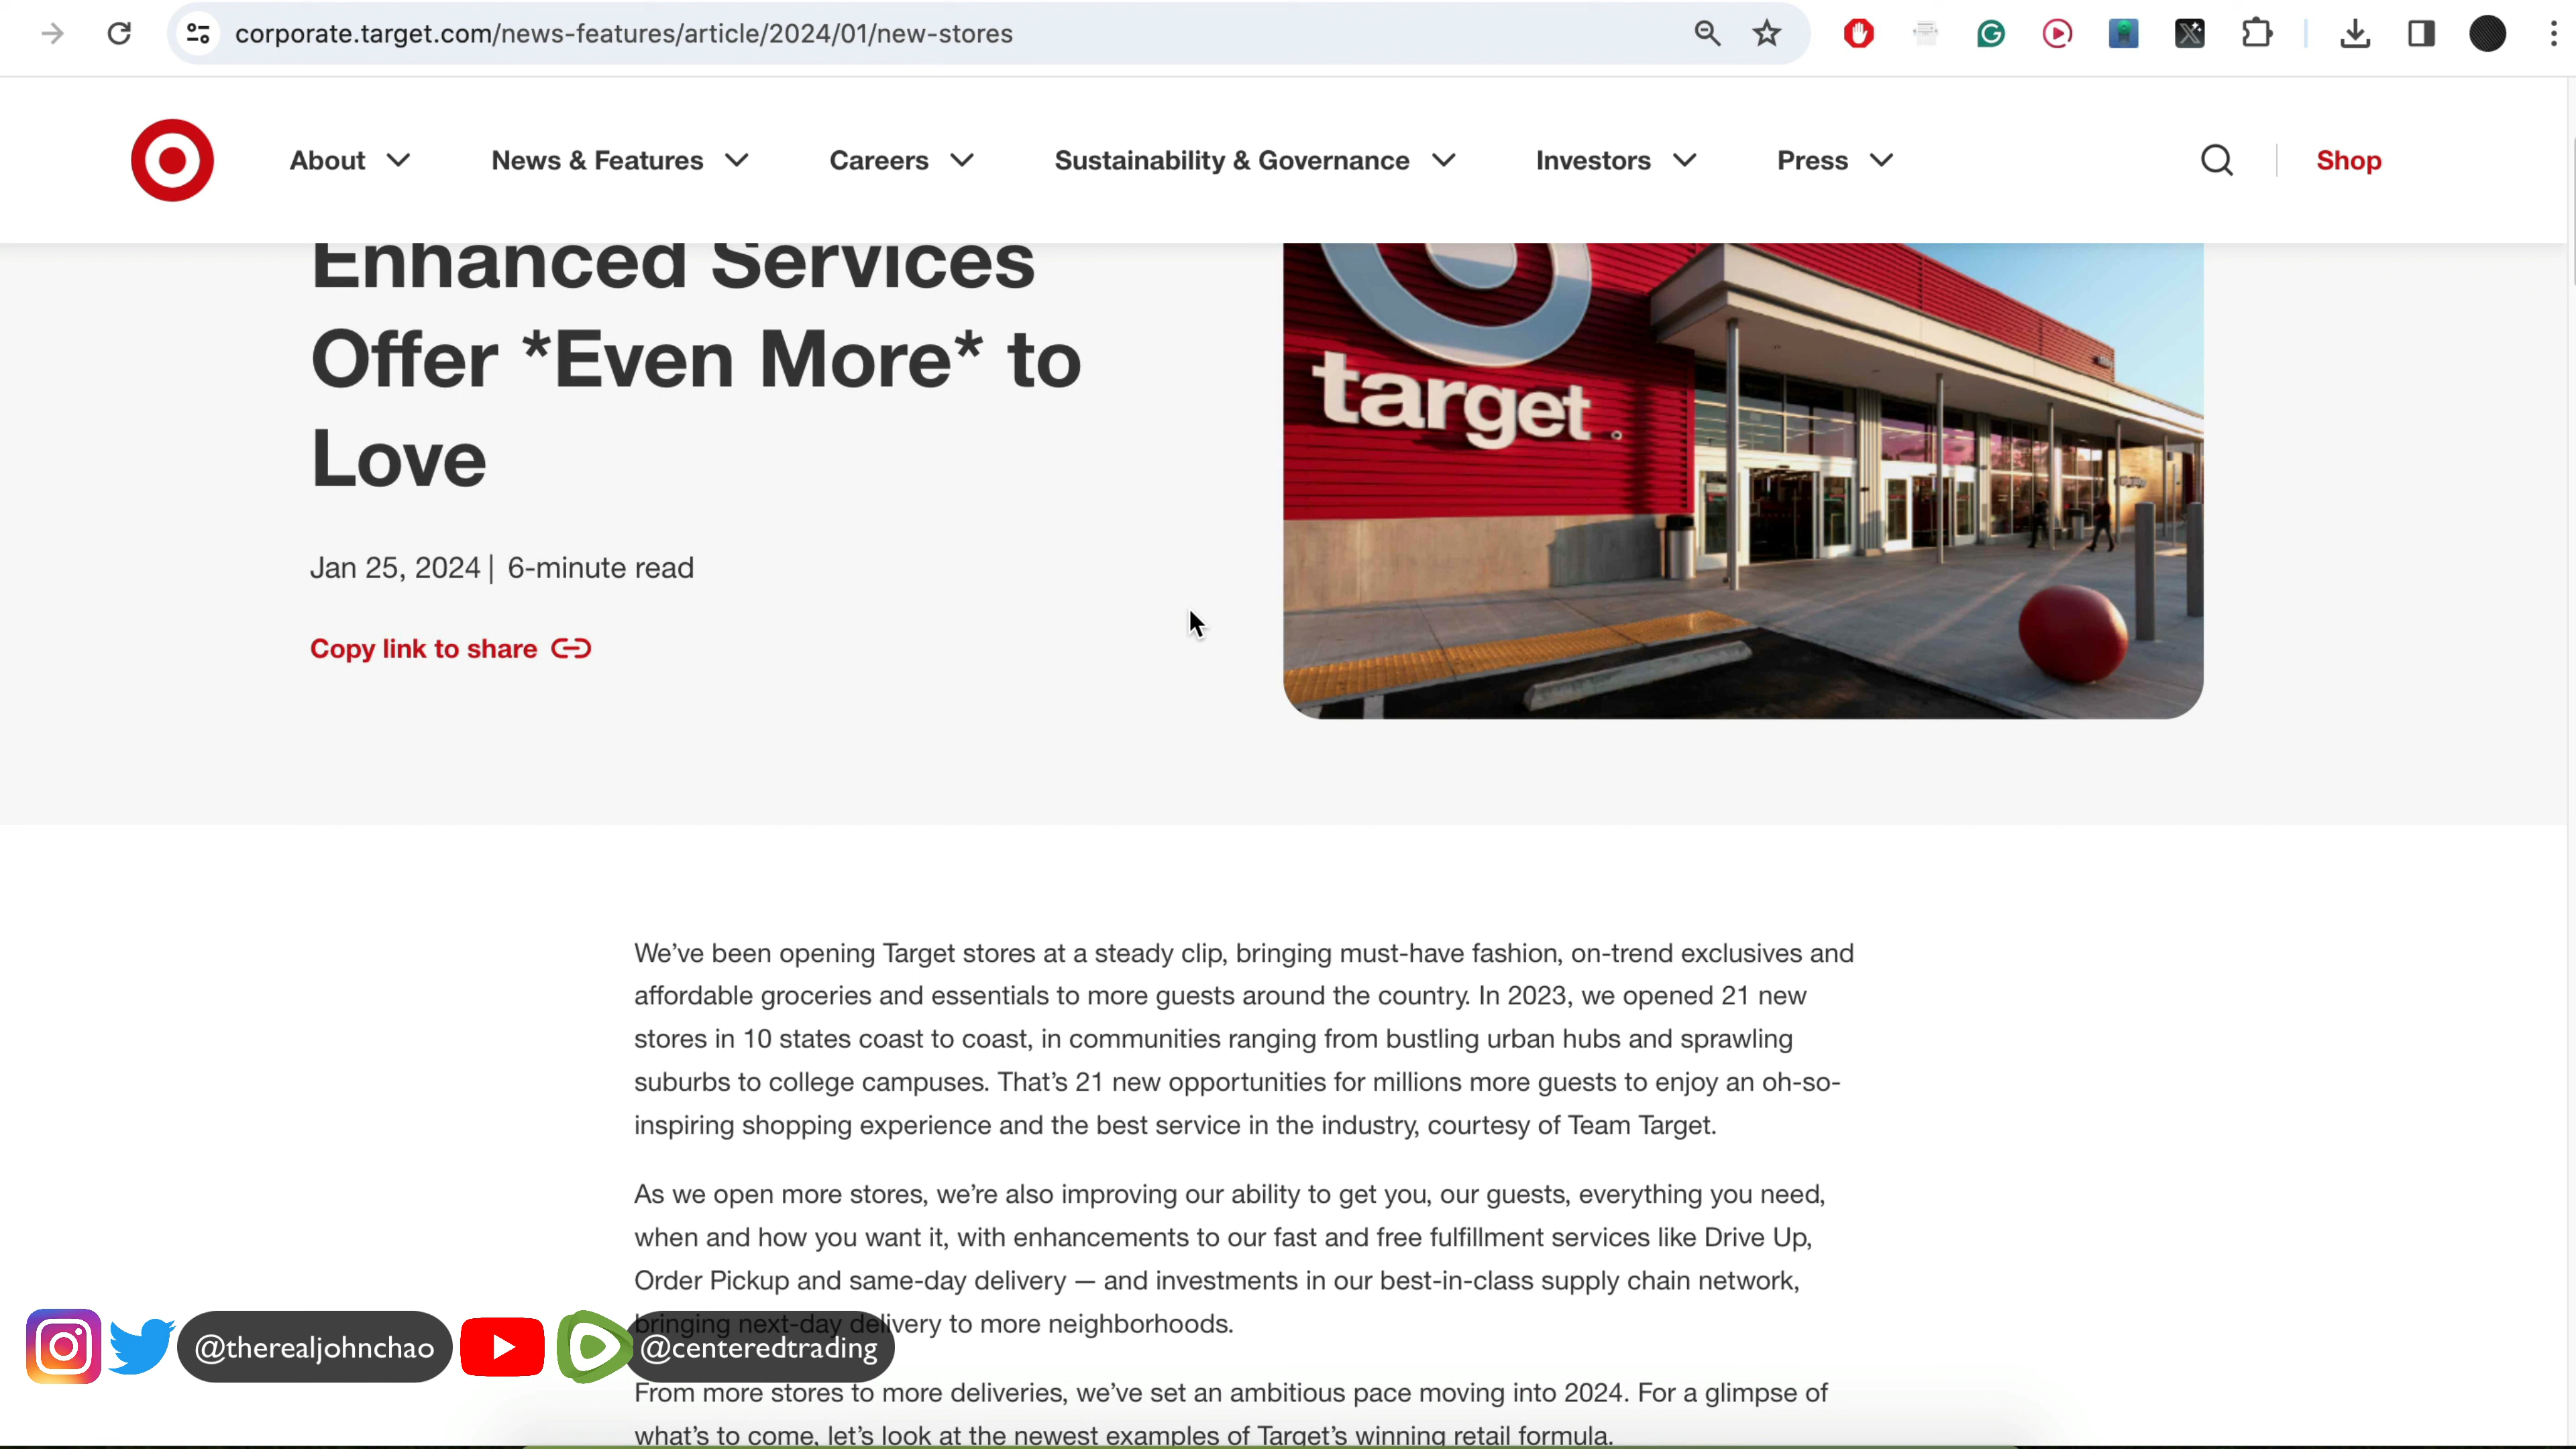 corporate.target.com/news-features/article/2024/01/new-stores
About
News & Features
Careers
Sustainability & Governance
Investors
Press
Shop
Enhanced Services
Offer *Even More* to
Love
target
Jan 25, 2024 | 6-minute read
Copy link to share
We’ve been opening Target stores at a steady clip, bringing must-have fashion, on-trend exclusives and
affordable groceries and essentials to more guests around the country. In 2023, we opened 21 new
stores in 10 states coast to coast, in communities ranging from bustling urban hubs and sprawling
suburbs to college campuses. That’s 21 new opportunities for millions more guests to enjoy an oh-so-
inspiring shopping experience and the best service in the industry, courtesy of Team Target.
As we open more stores, we’re also improving our ability to get you, our guests, everything you need,
when and how you want it, with enhancements to our fast and free fulfillment services like Drive Up,
Order Pickup and same-day delivery — and investments in our best-in-class supply chain network,
bringing next-day delivery to more neighborhoods.
@therealjohnchao
@centeredtrading
From more stores to more deliveries, we’ve set an ambitious pace moving into 2024. For a glimpse of
what’s to come, let’s look at the newest examples of Target’s winning retail formula.